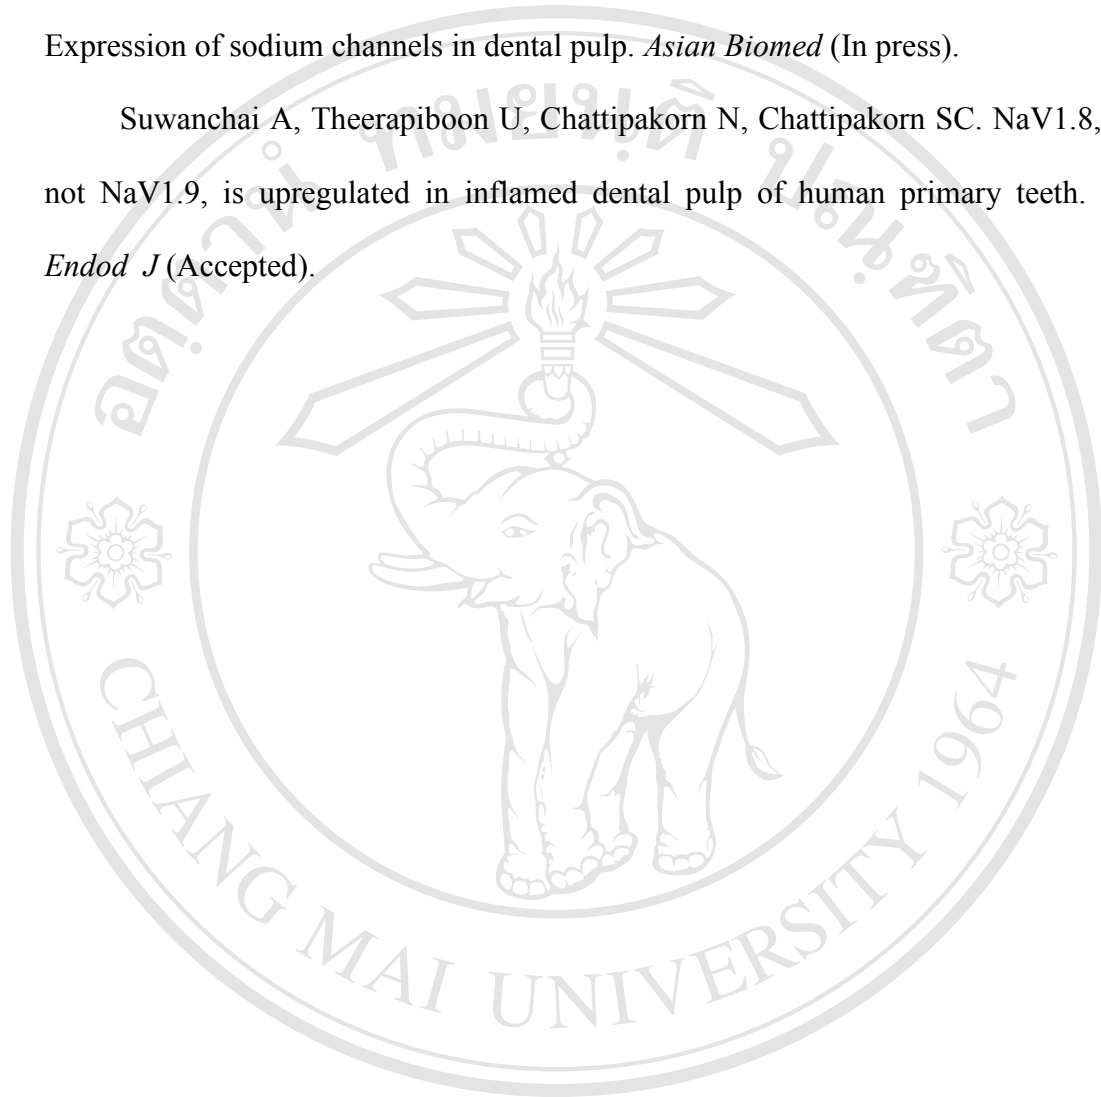 Expression of sodium channels in dental pulp. Asian Biomed (In press).
Suwanchai A, Theerapiboon U, Chattipakorn N, Chattipakorn SC. NaV1.8,
not NaV1.9, is upregulated in inflamed dental pulp of human primary teeth.
Endod J (Accepted).
CHIANG MAI UNIVERSITY 1964